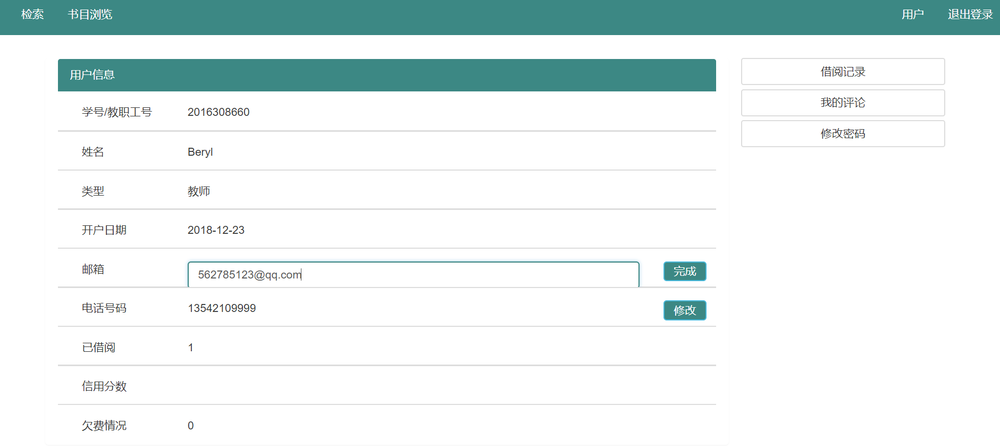 检索 书目浏览 用户 退出登录
用户信息
学号/教职工号 2016308660
姓名 Beryl
类型 教师
开户日期 2018-12-23
邮箱 562785123@qq.com 完成
电话号码 13542109999 修改
已借阅 1
信用分数
欠费情况 0
借阅记录
我的评论
修改密码